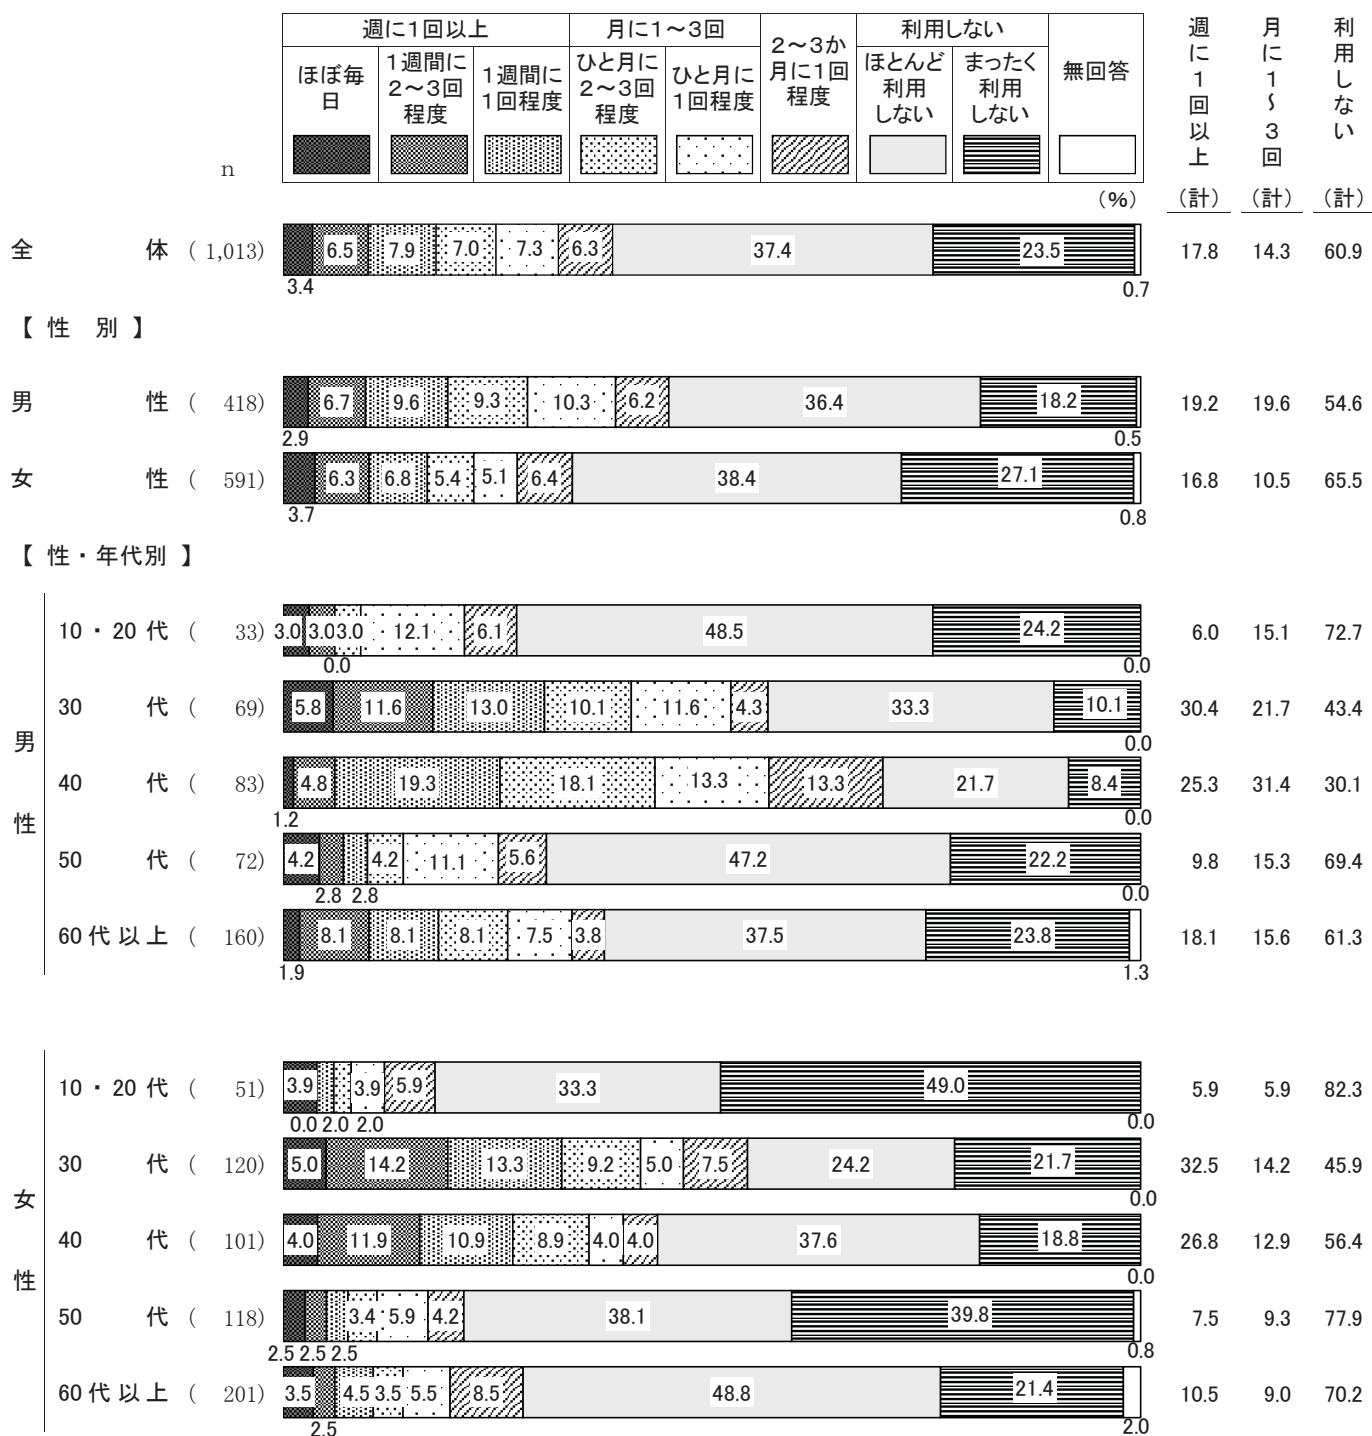 週に1回以上 月に1～3回 2～3か月に1回程度 利用しない 無回答
ほぼ毎日 1週間に2～3回程度 1週間に1回程度 ひと月に2～3回程度 ひと月に1回程度 ほとんど利用しない まったく利用しない
週に1回以上 月に1～3回 利用しない
n
(%) (計) (計) (計)
全体 (1,013) 6.5 7.9 7.0 7.3 6.3 37.4 23.5 17.8 14.3 60.9
3.4 0.7
【 性 別 】
男性 ( 418) 6.7 9.6 9.3 10.3 6.2 36.4 18.2 19.2 19.6 54.6
2.9 0.5
女性 ( 591) 6.3 6.8 5.4 5.1 6.4 38.4 27.1 16.8 10.5 65.5
3.7 0.8
【 性・年代別 】
男性
10・20代 ( 33) 3.0 3.0 3.0 12.1 6.1 48.5 24.2 6.0 15.1 72.7
0.0 0.0
30代 ( 69) 5.8 11.6 13.0 10.1 11.6 4.3 33.3 10.1 30.4 21.7 43.4
0.0
40代 ( 83) 4.8 19.3 18.1 13.3 13.3 21.7 8.4 25.3 31.4 30.1
1.2 0.0
50代 ( 72) 4.2 4.2 11.1 5.6 47.2 22.2 9.8 15.3 69.4
2.8 2.8 0.0
60代以上 ( 160) 8.1 8.1 8.1 7.5 3.8 37.5 23.8 18.1 15.6 61.3
1.9 1.3
女性
10・20代 ( 51) 3.9 3.9 5.9 33.3 49.0 5.9 5.9 82.3
0.0 2.0 2.0 0.0
30代 ( 120) 5.0 14.2 13.3 9.2 5.0 7.5 24.2 21.7 32.5 14.2 45.9
0.0
40代 ( 101) 4.0 11.9 10.9 8.9 4.0 4.0 37.6 18.8 26.8 12.9 56.4
0.0
50代 ( 118) 3.4 5.9 4.2 38.1 39.8 7.5 9.3 77.9
2.5 2.5 2.5 0.8
60代以上 ( 201) 3.5 4.5 3.5 5.5 8.5 48.8 21.4 10.5 9.0 70.2
2.5 2.0